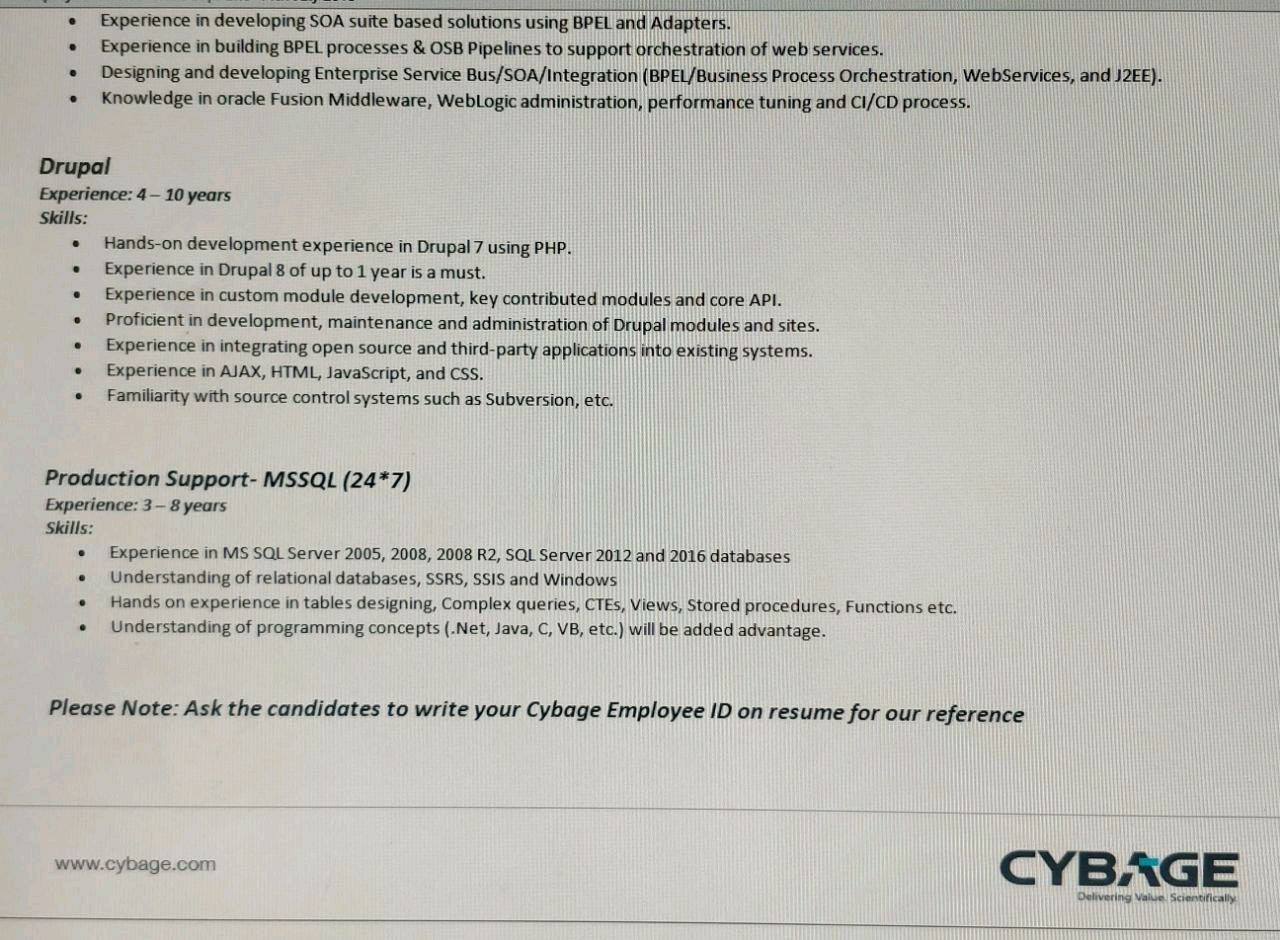 • Experience in developing SOA suite based solutions using BPEL and Adapters.
• Experience in building BPEL processes & OSB Pipelines to support orchestration of web services.
• Designing and developing Enterprise Service Bus/SOA/Integration (BPEL/Business Process Orchestration, WebServices, and J2EE).
• Knowledge in oracle Fusion Middleware, WebLogic administration, performance tuning and CI/CD process.
Drupal
Experience: 4 – 10 years
Skills:
• Hands-on development experience in Drupal 7 using PHP.
• Experience in Drupal 8 of up to 1 year is a must.
• Experience in custom module development, key contributed modules and core API.
• Proficient in development, maintenance and administration of Drupal modules and sites.
• Experience in integrating open source and third-party applications into existing systems.
• Experience in AJAX, HTML, JavaScript, and CSS.
• Familiarity with source control systems such as Subversion, etc.
Production Support- MSSQL (24*7)
Experience: 3 – 8 years
Skills:
• Experience in MS SQL Server 2005, 2008, 2008 R2, SQL Server 2012 and 2016 databases
• Understanding of relational databases, SSRS, SSIS and Windows
• Hands on experience in tables designing, Complex queries, CTEs, Views, Stored procedures, Functions etc.
• Understanding of programming concepts (.Net, Java, C, VB, etc.) will be added advantage.
Please Note: Ask the candidates to write your Cybage Employee ID on resume for our reference
www.cybage.com
CYBAGE
Delivering Value. Scientifically.